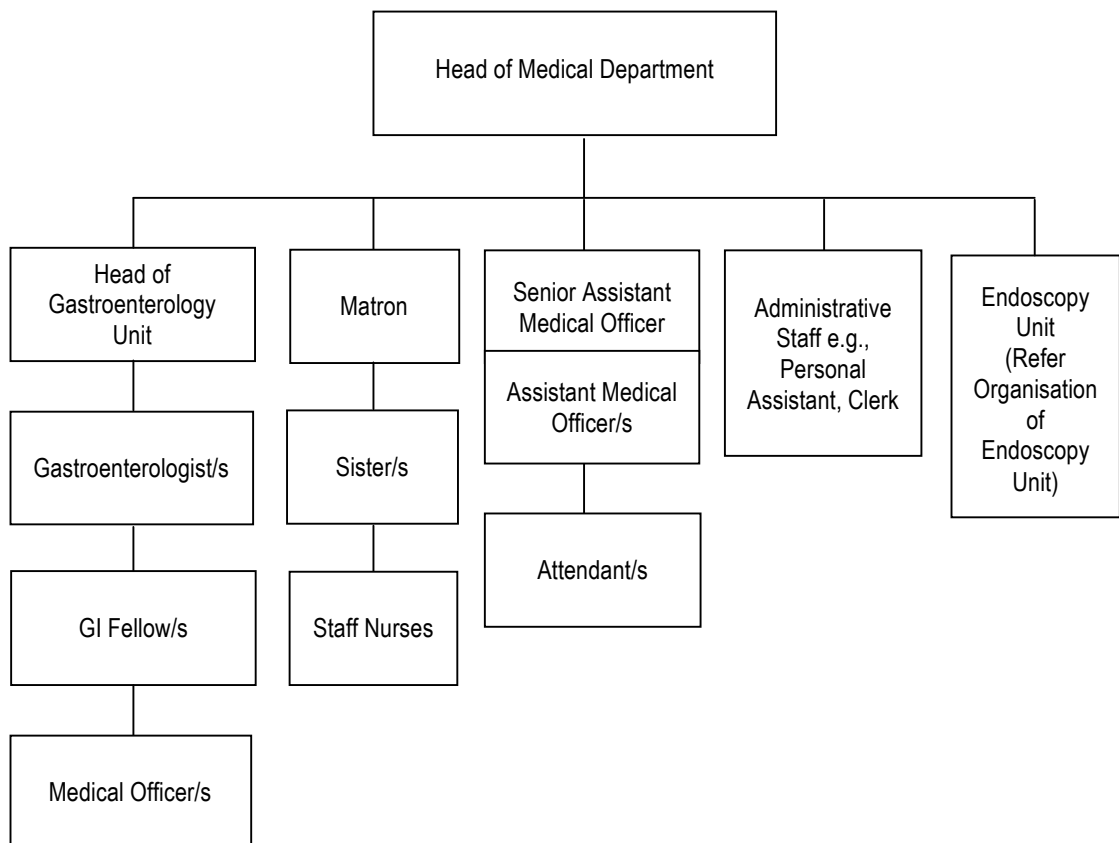 Head of Medical Department
Head of
Gastroenterology
Unit
Matron
Senior Assistant
Medical Officer
Administrative
Staff e.g.,
Personal
Assistant, Clerk
Endoscopy
Unit
(Refer
Organisation
of
Endoscopy
Unit)
Assistant Medical
Officer/s
Gastroenterologist/s
Sister/s
Attendant/s
GI Fellow/s
Staff Nurses
Medical Officer/s